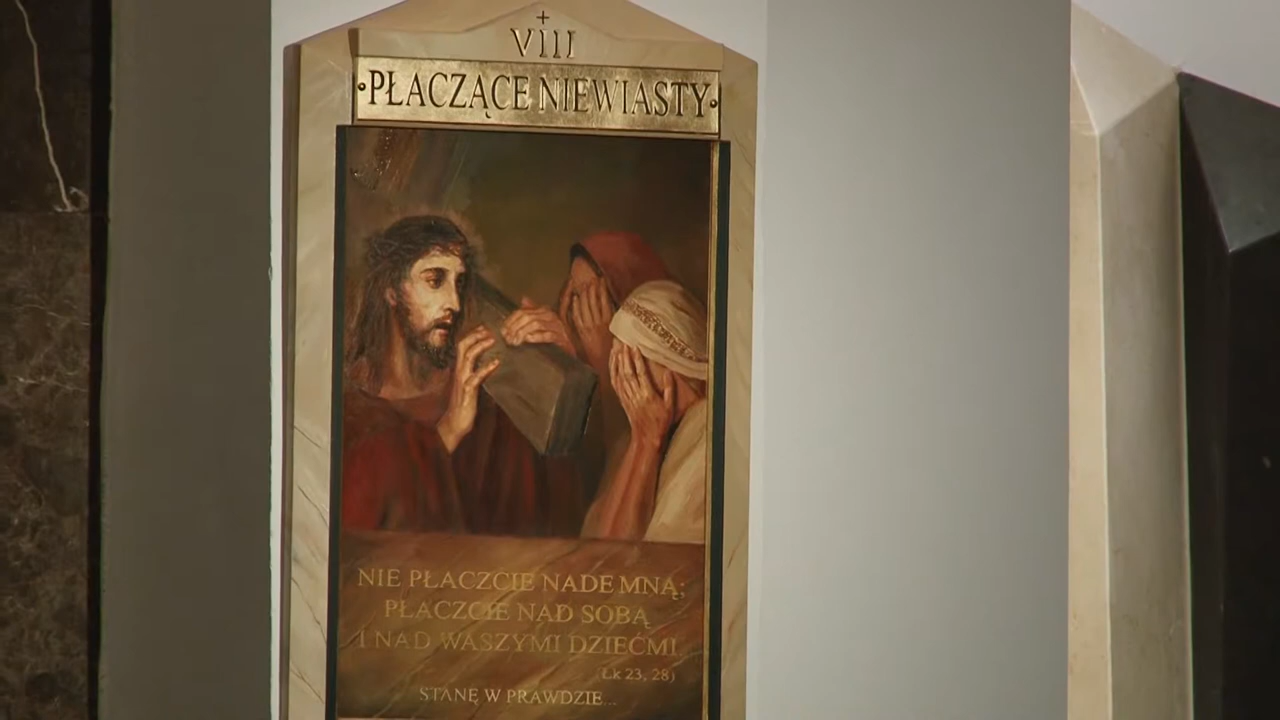 VIII
•PŁACZĄCE NIEWIASTY•
NIE PŁACZCIE NADE MNĄ;
PŁACZCIE NAD SOBĄ
I NAD WASZYMI DZIEĆMI.
(Łk 23, 28)
STANĘ W PRAWDZIE...